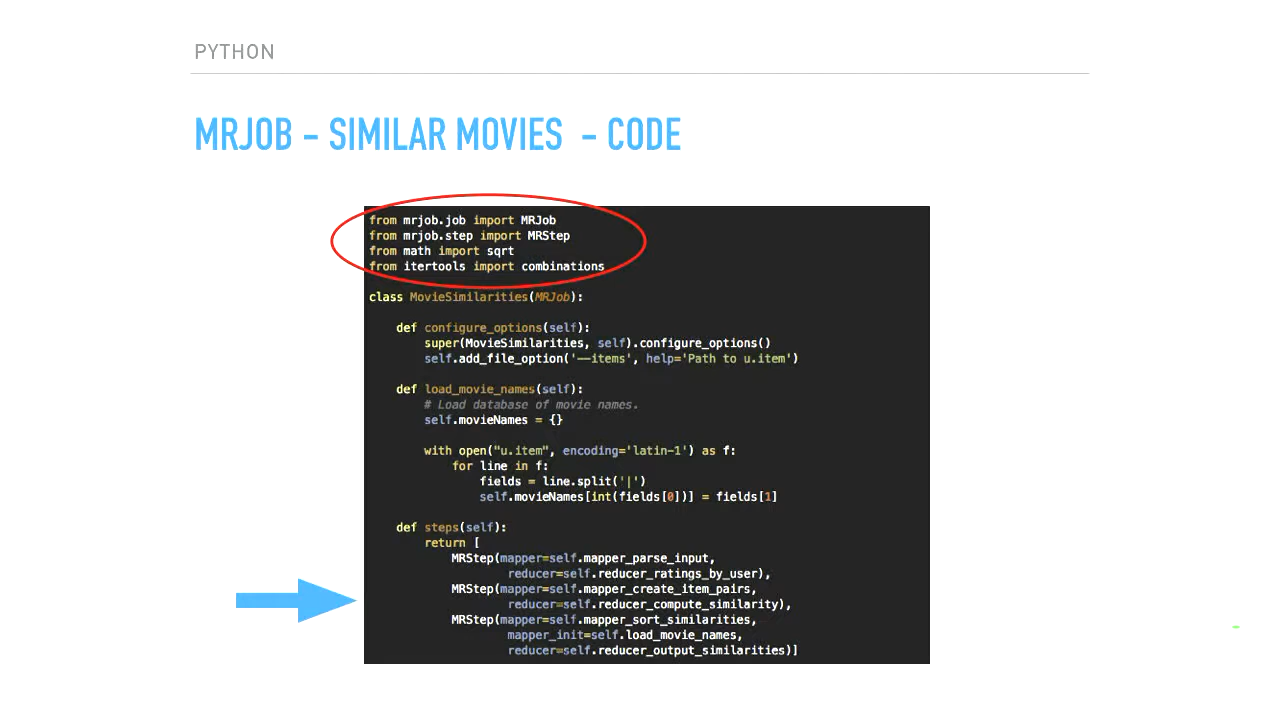 PYTHON
MRJOB - SIMILAR MOVIES - CODE
from mrjob.job import MRJob
from mrjob.step import MRStep
from math import sqrt
from itertools import combinations
class MovieSimilarities(MRJob):
def configure_options(self):
super(MovieSimilarities, self).configure_options()
self.add_file_option('--items', help='Path to u.item')
def load_movie_names(self):
# Load database of movie names.
self.movieNames = {}
with open("u.item", encoding='latin-1') as f:
for line in f:
fields = line.split('|')
self.movieNames[int(fields[0])] = fields[1]
def steps(self):
return [
MRStep(mapper=self.mapper_parse_input,
reducer=self.reducer_ratings_by_user),
MRStep(mapper=self.mapper_create_item_pairs,
reducer=self.reducer_compute_similarity),
MRStep(mapper=self.mapper_sort_similarities,
mapper_init=self.load_movie_names,
reducer=self.reducer_output_similarities)]